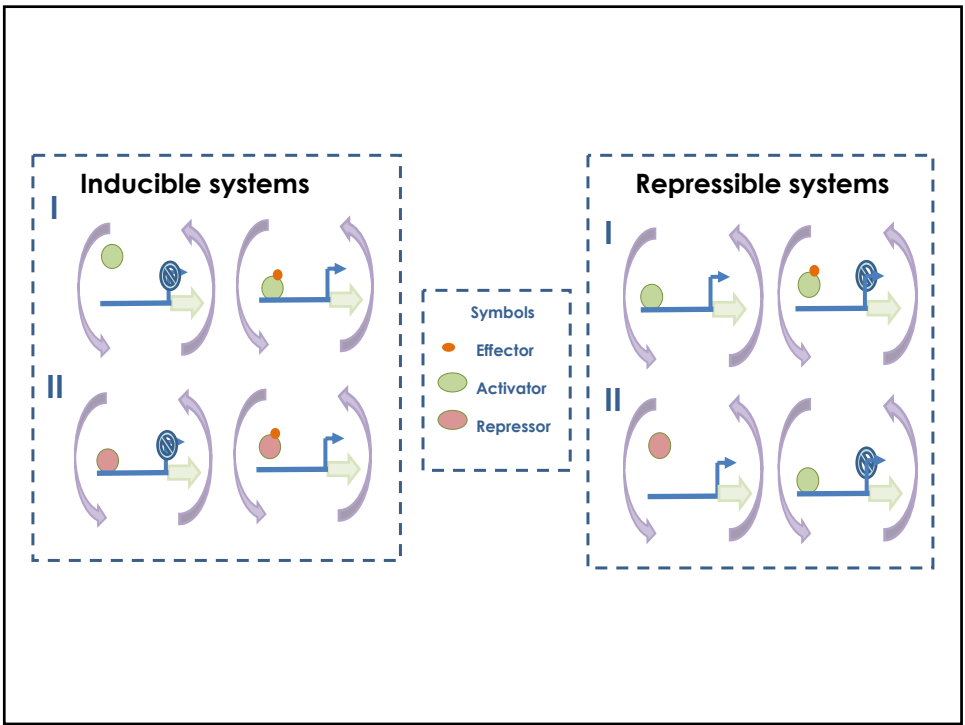 Inducible systems
I
II
Symbols
Effector
Activator
Repressor
Repressible systems
I
II